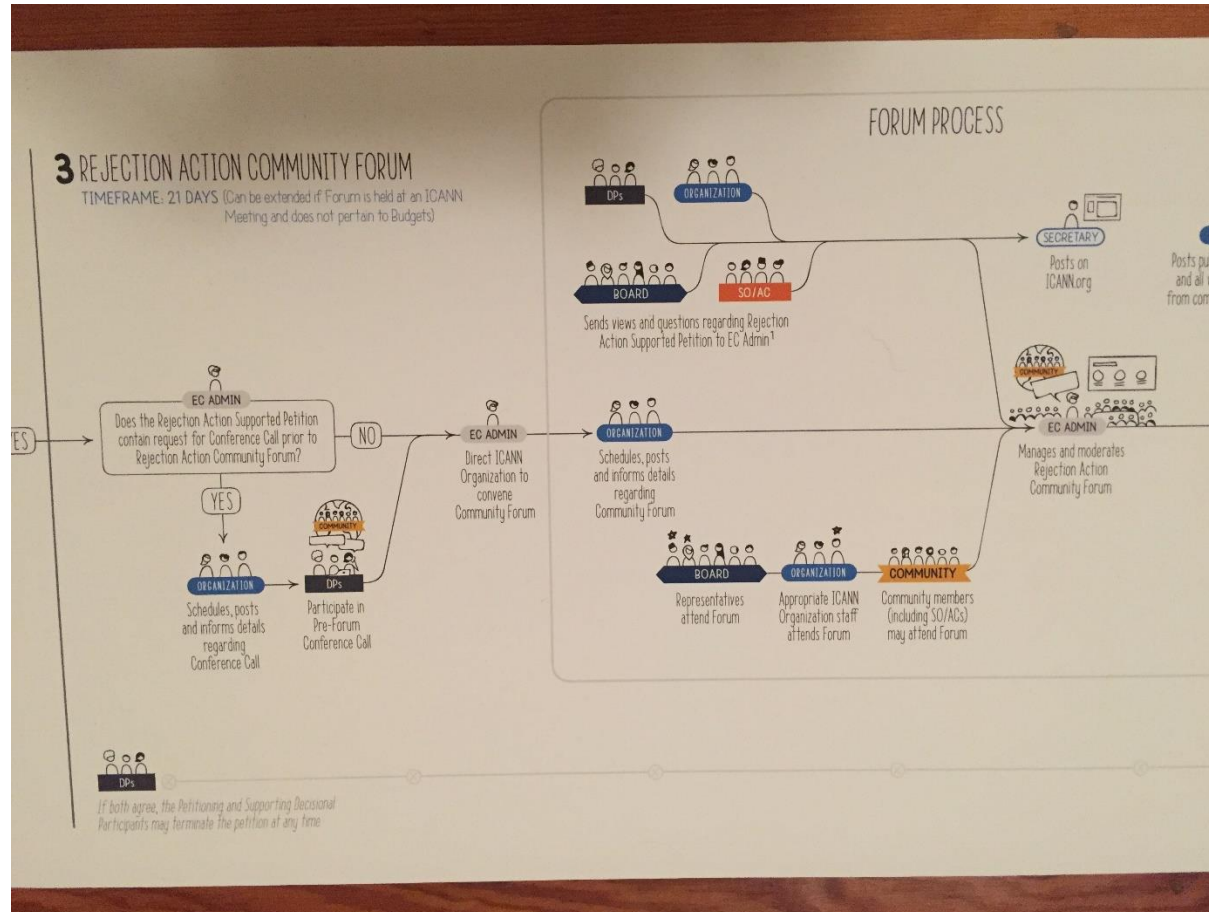 FORUM PROCESS
3 REJECTION ACTION COMMUNITY FORUM
TIMEFRAME: 21 DAYS (Can be extended if Forum is held at an ICANN
Meeting and does not pertain to Budgets)
DPs
ORGANIZATION
BOARD
SO/AC
Sends views and questions regarding Rejection
Action Supported Petition to EC Admin¹
SECRETARY
Posts on
ICANN.org
Posts
and all
from
YES
EC ADMIN
Does the Rejection Action Supported Petition
contain request for Conference Call prior to
Rejection Action Community Forum?
NO
YES
ORGANIZATION
Schedules, posts
and informs details
regarding
Conference Call
COMMUNITY
DPs
Participate in
Pre-Forum
Conference Call
EC ADMIN
Direct ICANN
Organization to
convene
Community Forum
ORGANIZATION
Schedules, posts
and informs details
regarding
Community Forum
COMMUNITY
EC ADMIN
Manages and moderates
Rejection Action
Community Forum
BOARD
Representatives
attend Forum
ORGANIZATION
Appropriate ICANN
Organization staff
attends Forum
COMMUNITY
Community members
(including SO/ACs)
may attend Forum
DPs
If both agree, the Petitioning and Supporting Decisional
Participants may terminate the petition at any time.